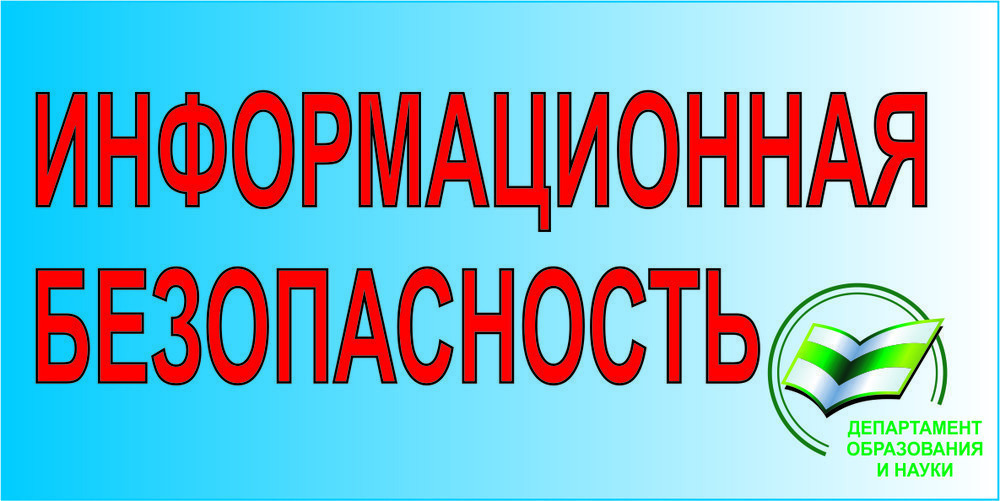 ИНФОРМАЦИОННАЯ
БЕЗОПАСНОСТЬ
ДЕПАРТАМЕНТ
ОБРАЗОВАНИЯ
И НАУКИ